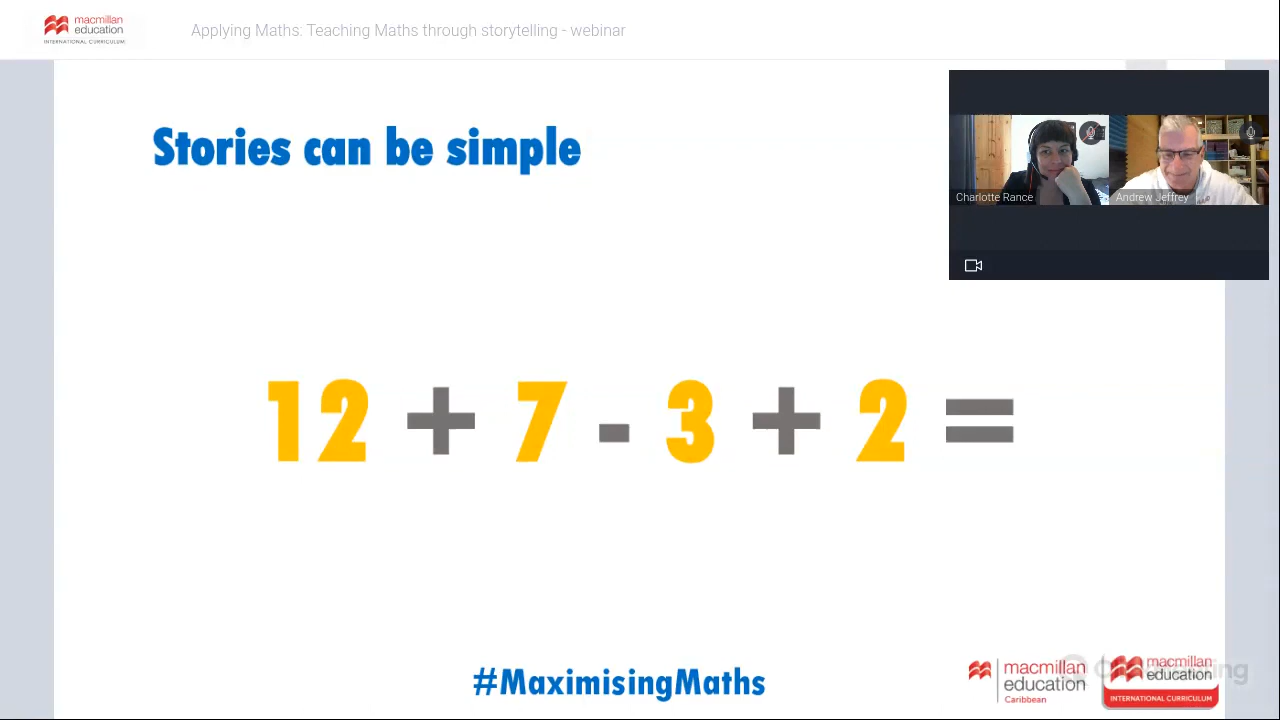 macmillan
education
INTERNATIONAL CURRICULUM
Applying Maths: Teaching Maths through storytelling - webinar
Stories can be simple
Charlotte Rance
Andrew Jeffrey
12 + 7 - 3 + 2 =
#MaximisingMaths
macmillan
education
Caribbean
macmillan
education
INTERNATIONAL CURRICULUM